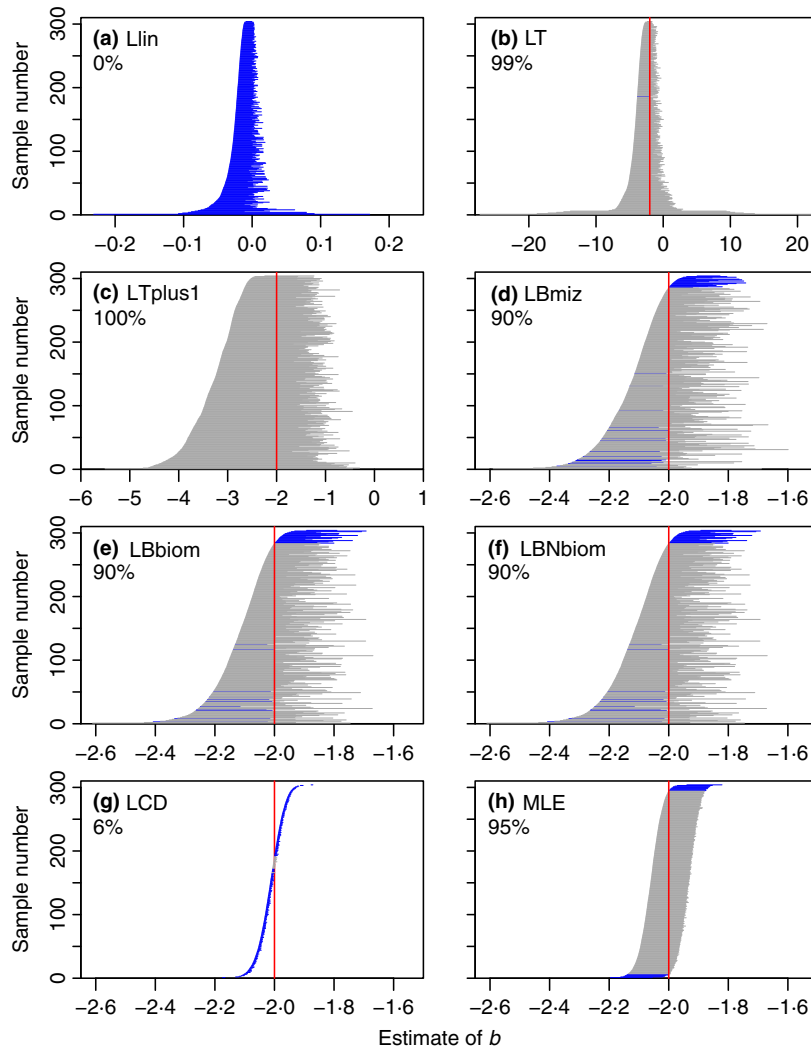 (a) Llin
0%
Sample number
0 100 200 300
−0·2 −0·1 0·0 0·1 0·2
(b) LT
99%
−20 −10 0 10 20
(c) LTplus1
100%
Sample number
0 100 200 300
−6 −5 −4 −3 −2 −1 0 1
(d) LBmiz
90%
−2·6 −2·4 −2·2 −2·0 −1·8 −1·6
(e) LBbiom
90%
Sample number
0 100 200 300
−2·6 −2·4 −2·2 −2·0 −1·8 −1·6
(f) LBNbiom
90%
−2·6 −2·4 −2·2 −2·0 −1·8 −1·6
(g) LCD
6%
Sample number
0 100 200 300
−2·6 −2·4 −2·2 −2·0 −1·8 −1·6
(h) MLE
95%
−2·6 −2·4 −2·2 −2·0 −1·8 −1·6
Estimate of b